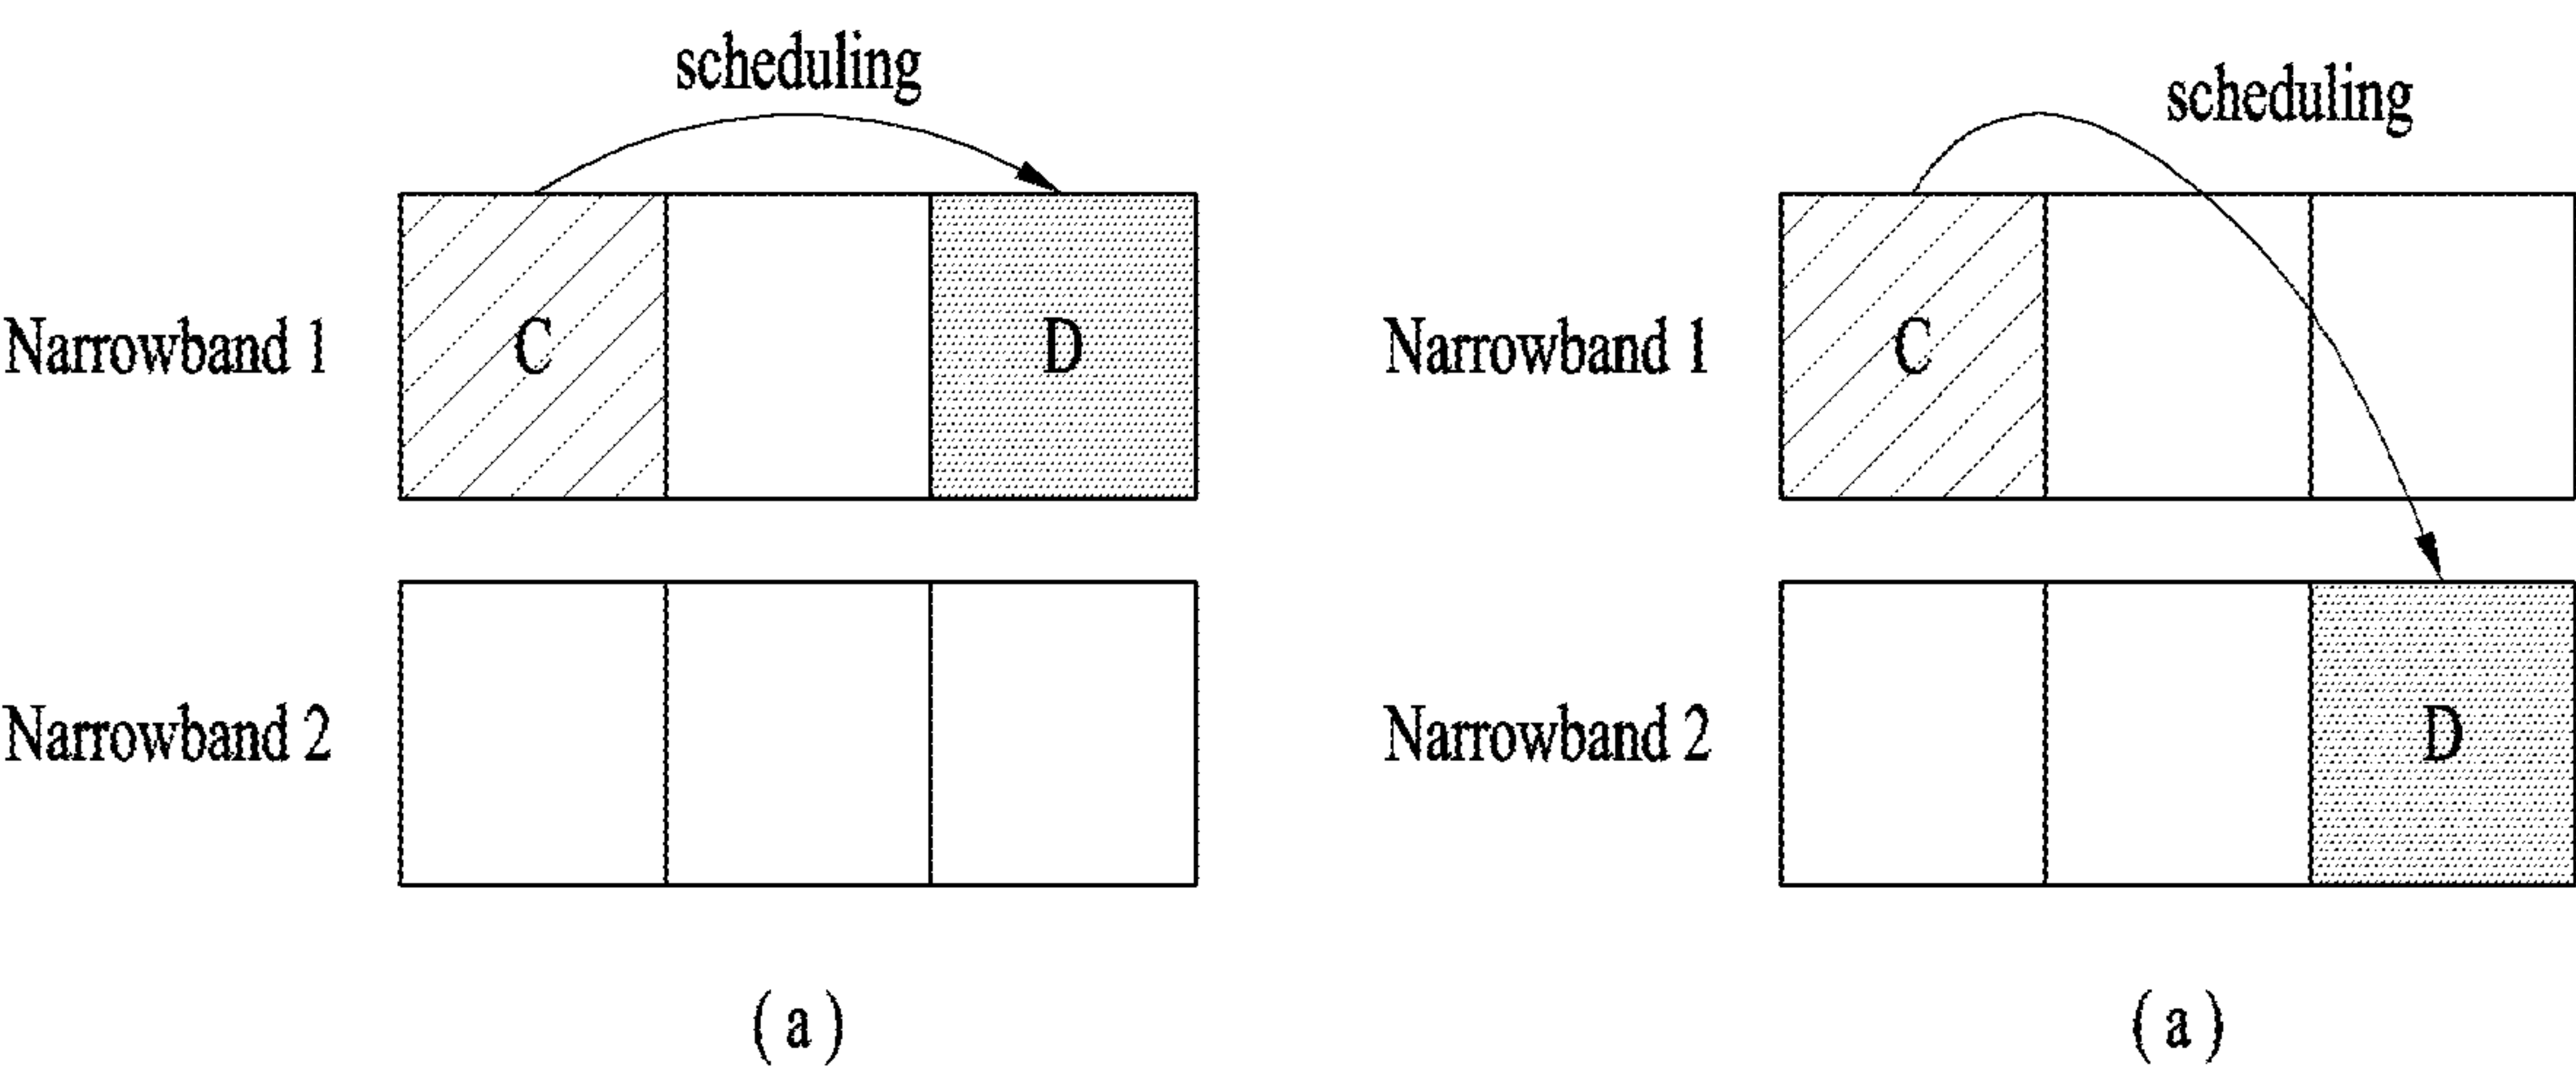 scheduling
Narrowband 1
C
D
Narrowband 2
( a )
scheduling
Narrowband 1
C
Narrowband 2
D
( a )